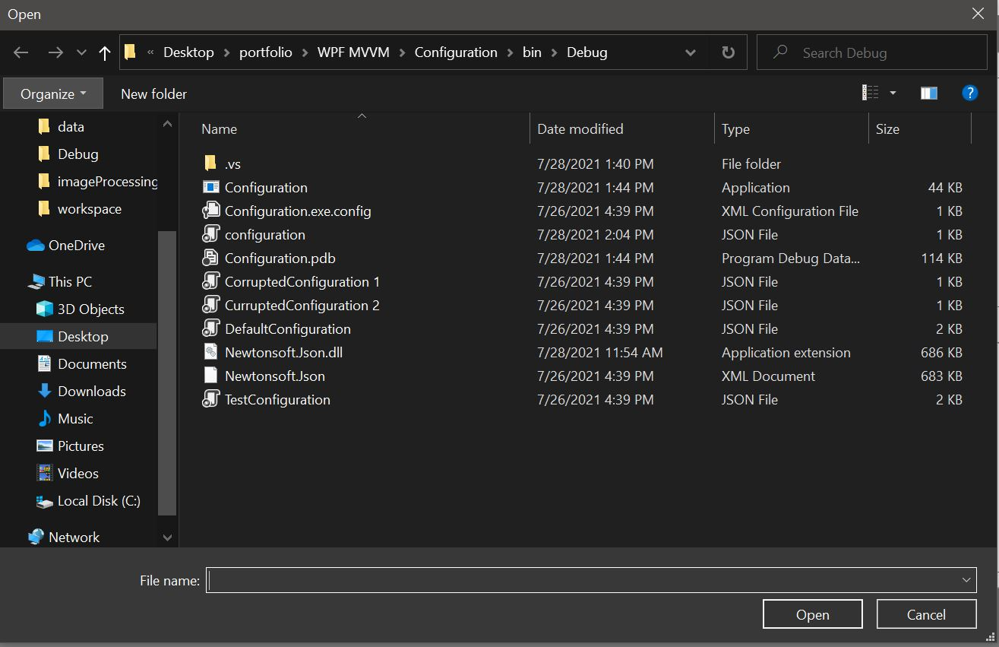 Open
« Desktop > portfolio > WPF MVVM > Configuration > bin > Debug
Search Debug
Organize
New folder
?
data
Debug
imageProcessing
workspace
OneDrive
This PC
3D Objects
Desktop
Documents
Downloads
Music
Pictures
Videos
Local Disk (C:)
Network
Name Date modified Type Size
.vs 7/28/2021 1:40 PM File folder
Configuration 7/28/2021 1:44 PM Application 44 KB
Configuration.exe.config 7/26/2021 4:39 PM XML Configuration File 1 KB
configuration 7/28/2021 2:04 PM JSON File 1 KB
Configuration.pdb 7/28/2021 1:44 PM Program Debug Data... 114 KB
CorruptedConfiguration 1 7/26/2021 4:39 PM JSON File 1 KB
CurruptedConfiguration 2 7/26/2021 4:39 PM JSON File 1 KB
DefaultConfiguration 7/26/2021 4:39 PM JSON File 2 KB
Newtonsoft.Json.dll 7/28/2021 11:54 AM Application extension 686 KB
Newtonsoft.Json 7/26/2021 4:39 PM XML Document 683 KB
TestConfiguration 7/26/2021 4:39 PM JSON File 2 KB
File name:
Open
Cancel